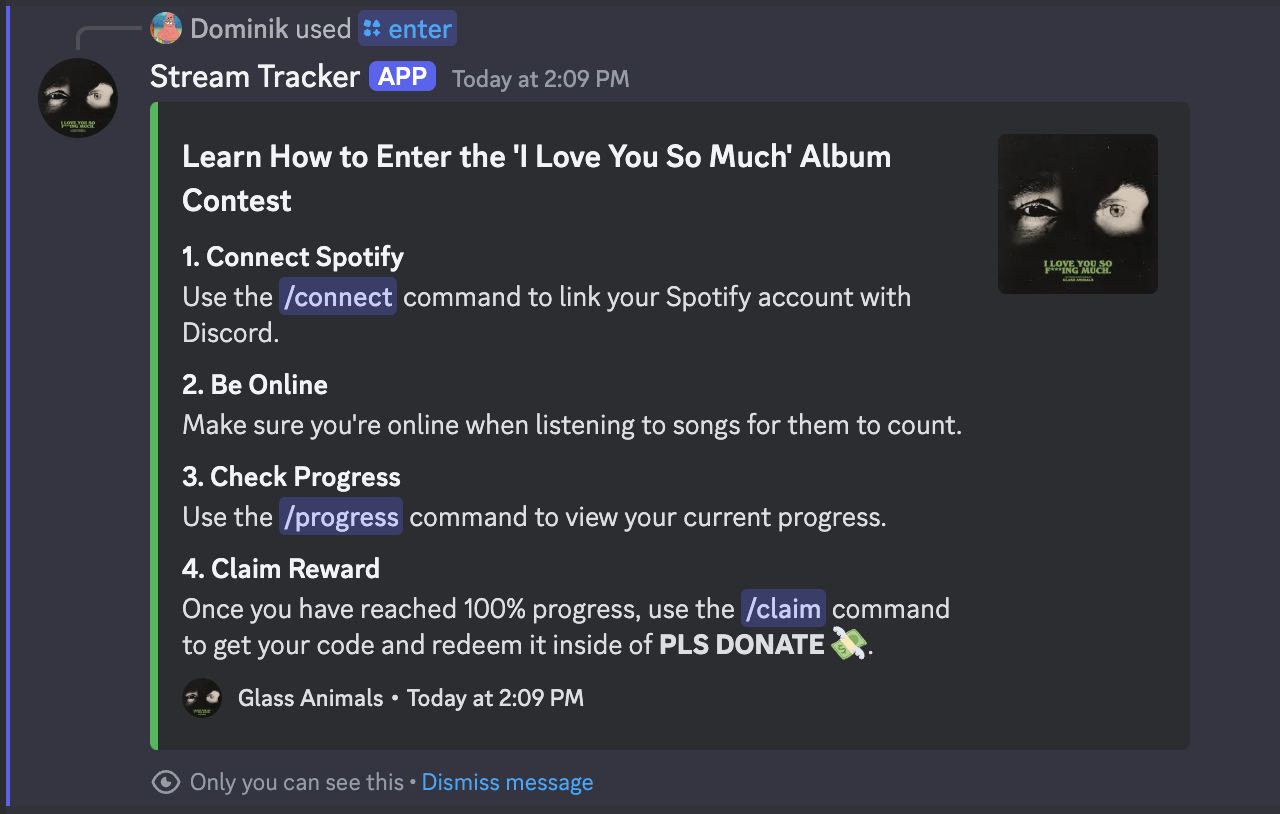 Dominik used enter
Stream Tracker APP Today at 2:09 PM
Learn How to Enter the 'I Love You So Much' Album
Contest
I LOVE YOU SO
F***ING MUCH.
GLASS ANIMALS
1. Connect Spotify
Use the /connect command to link your Spotify account with
Discord.
2. Be Online
Make sure you're online when listening to songs for them to count.
3. Check Progress
Use the /progress command to view your current progress.
4. Claim Reward
Once you have reached 100% progress, use the /claim command
to get your code and redeem it inside of PLS DONATE 💸.
Glass Animals • Today at 2:09 PM
Only you can see this • Dismiss message